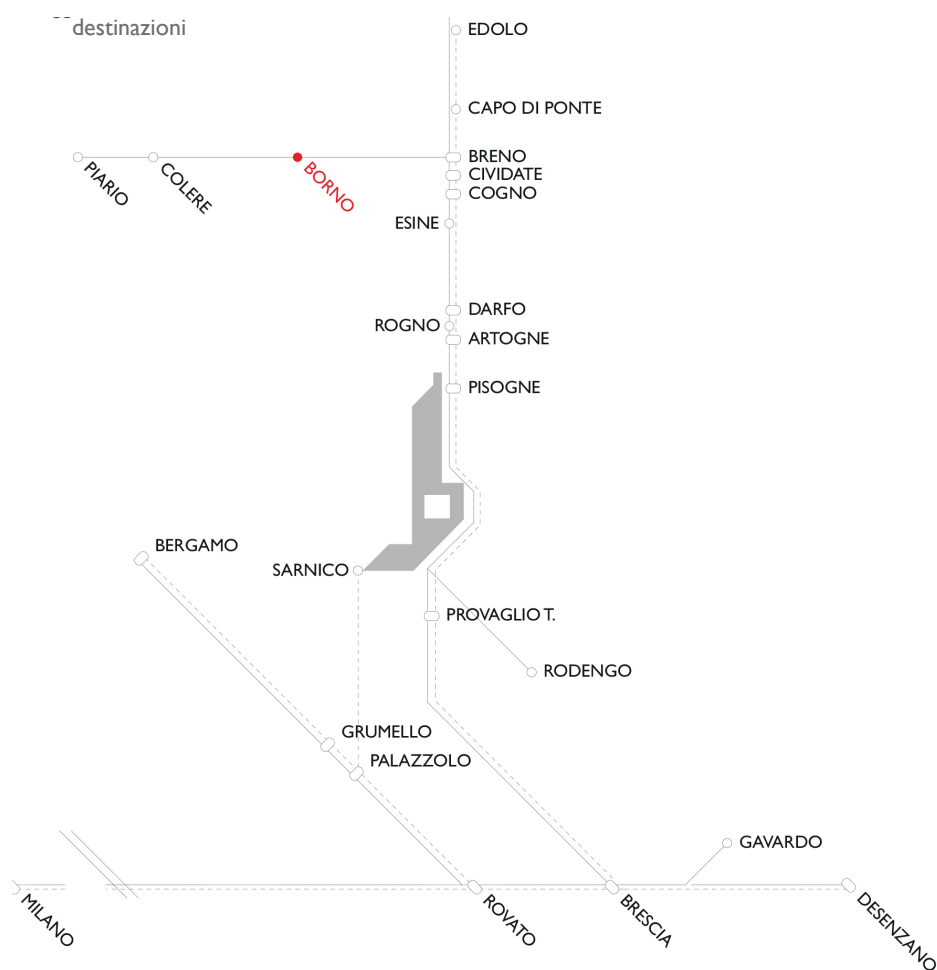 destinazioni
EDOLO
CAPO DI PONTE
BRENO
PIARIO
COLERE
BORNO
CIVIDATE
COGNO
ESINE
DARFO
ROGNO
ARTOGNE
PISOGNE
BERGAMO
SARNICO
PROVAGLIO T.
RODENGO
GRUMELLO
PALAZZOLO
GAVARDO
MILANO
ROVATO
BRESCIA
DESENZANO